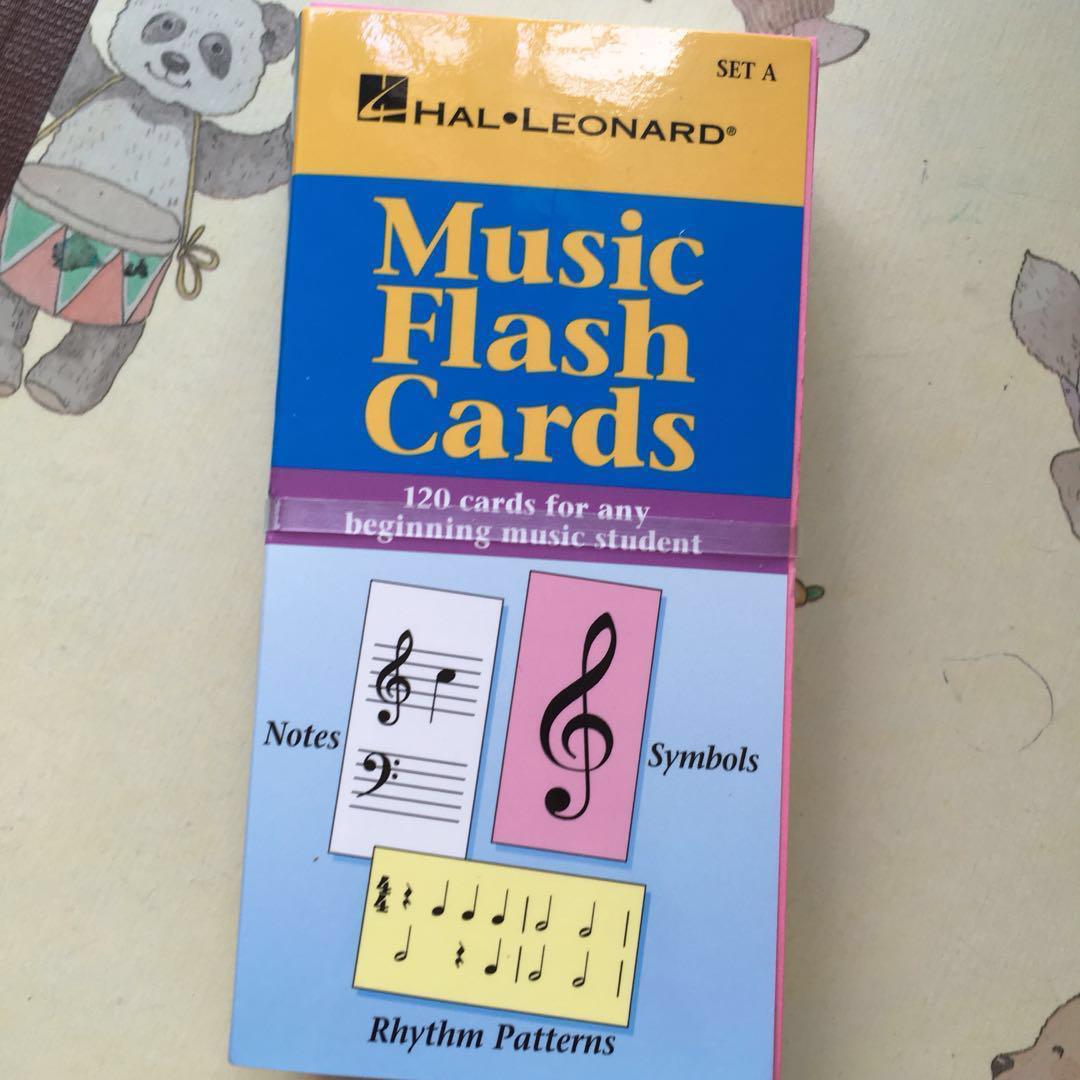 SET A
HAL•LEONARD®
Music
Flash
Cards
120 cards for any
beginning music student
Notes
Symbols
Rhythm Patterns